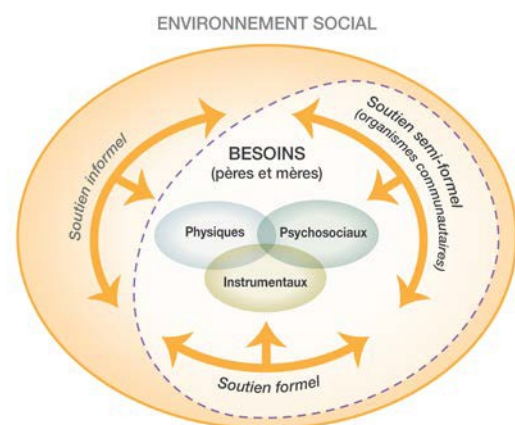 ENVIRONNEMENT SOCIAL
Soutien informel
BESOINS
(pères et mères)
Soutien semi-formel
(organismes communautaires)
Physiques
Psychosociaux
Instrumentaux
Soutien formel